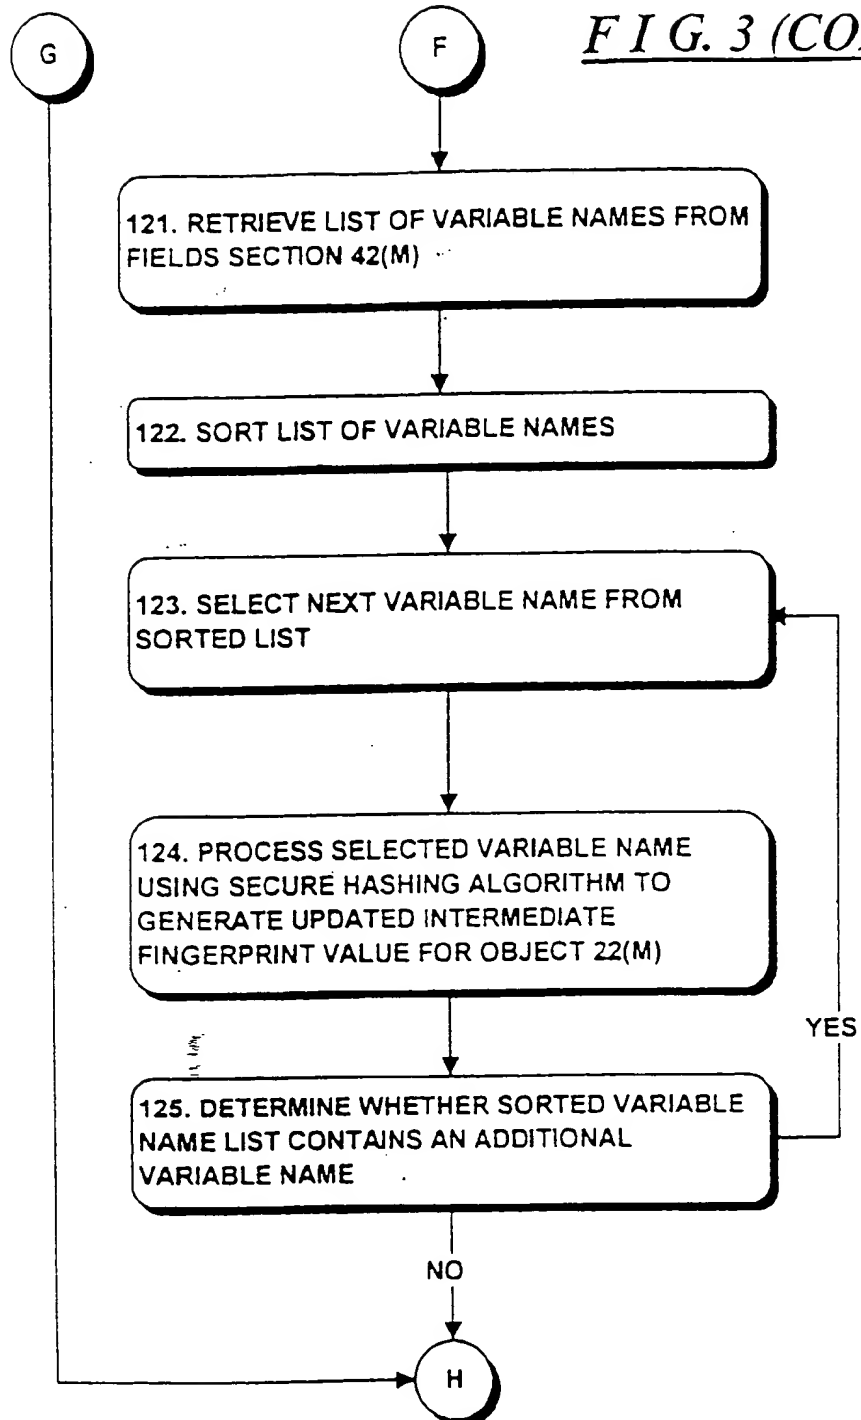 G
F
F I G. 3 (CO
121. RETRIEVE LIST OF VARIABLE NAMES FROM
FIELDS SECTION 42(M)
122. SORT LIST OF VARIABLE NAMES
123. SELECT NEXT VARIABLE NAME FROM
SORTED LIST
124. PROCESS SELECTED VARIABLE NAME
USING SECURE HASHING ALGORITHM TO
GENERATE UPDATED INTERMEDIATE
FINGERPRINT VALUE FOR OBJECT 22(M)
YES
125. DETERMINE WHETHER SORTED VARIABLE
NAME LIST CONTAINS AN ADDITIONAL
VARIABLE NAME
NO
H